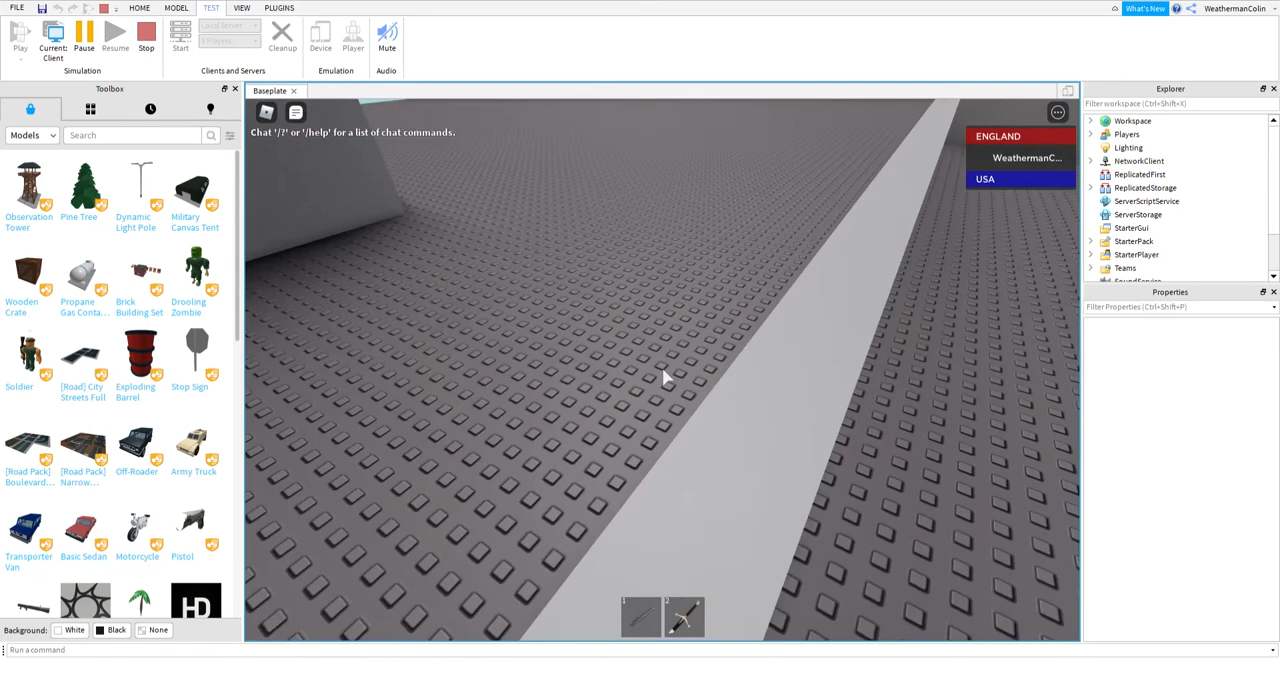 FILE
HOME
MODEL
TEST
VIEW
PLUGINS
What's New
WeathermanColin
Play
Current:
Client
Pause
Resume
Stop
Start
Local Server
Cleanup
Device
Player
Mute
Simulation
Clients and Servers
Emulation
Audio
Toolbox
Models
Search
Observation
Tower
Pine Tree
Dynamic
Light Pole
Military
Canvas Tent
Wooden
Crate
Propane
Gas Conta...
Brick
Building Set
Drooling
Zombie
Soldier
[Road] City
Streets Full
Exploding
Barrel
Stop Sign
[Road Pack]
Boulevard...
[Road Pack]
Narrow...
Off-Roader
Army Truck
Transporter
Van
Basic Sedan
Motorcycle
Pistol
HD
Background:
White
Black
None
Run a command
Baseplate
Chat '/?' or '/help' for a list of chat commands.
ENGLAND
WeathermanC...
USA
1
2
Explorer
Filter workspace (Ctrl+Shift+X)
Workspace
Players
Lighting
NetworkClient
ReplicatedFirst
ReplicatedStorage
ServerScriptService
ServerStorage
StarterGui
StarterPack
StarterPlayer
Teams
SoundService
Properties
Filter Properties (Ctrl+Shift+P)